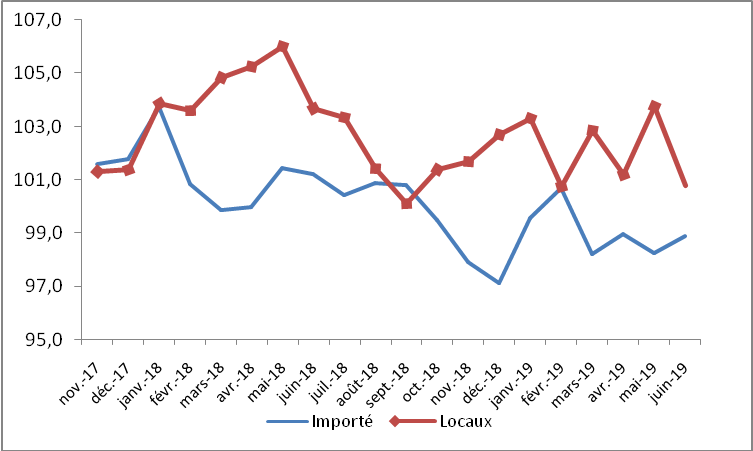 107,0
105,0
103,0
101,0
99,0
97,0
95,0
nov.-17
déc.-17
janv.-18
févr.-18
mars-18
avr.-18
mai-18
juin-18
juil.-18
août-18
sept.-18
oct.-18
nov.-18
déc.-18
janv.-19
févr.-19
mars-19
avr.-19
mai-19
juin-19
Importé Locaux